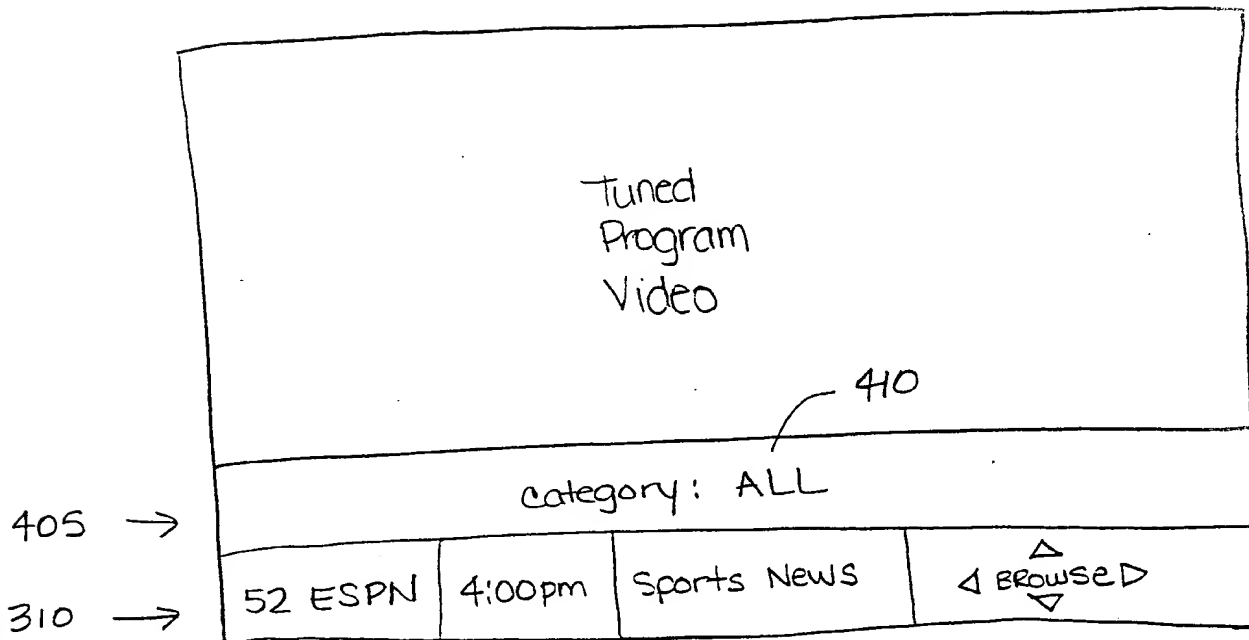 Tuned
Program
Video
410
405 →
category: ALL
310 →
52 ESPN 4:00pm Sports News ◁ BROWSE ▷